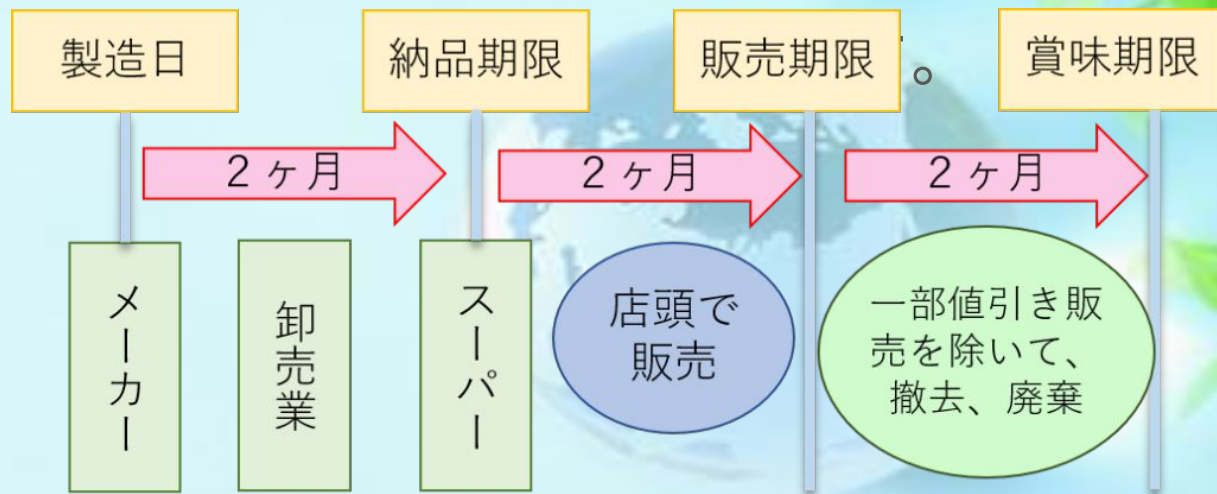 製造日
納品期限
販売期限
。
賞味期限
２ヶ月
２ヶ月
２ヶ月
メーカー
卸売業
スーパー
店頭で
販売
一部値引き販
売を除いて、
撤去、廃棄